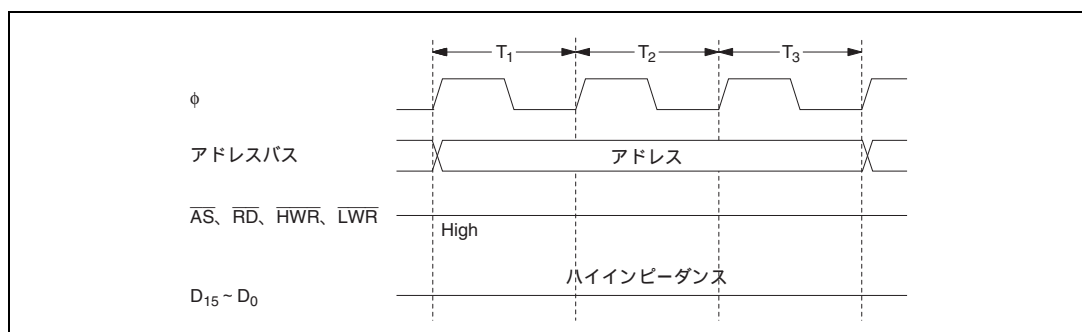 T1 T2 T3
φ
アドレスバス アドレス
AS、RD、HWR、LWR
High
ハイインピーダンス
D15 ~ D0